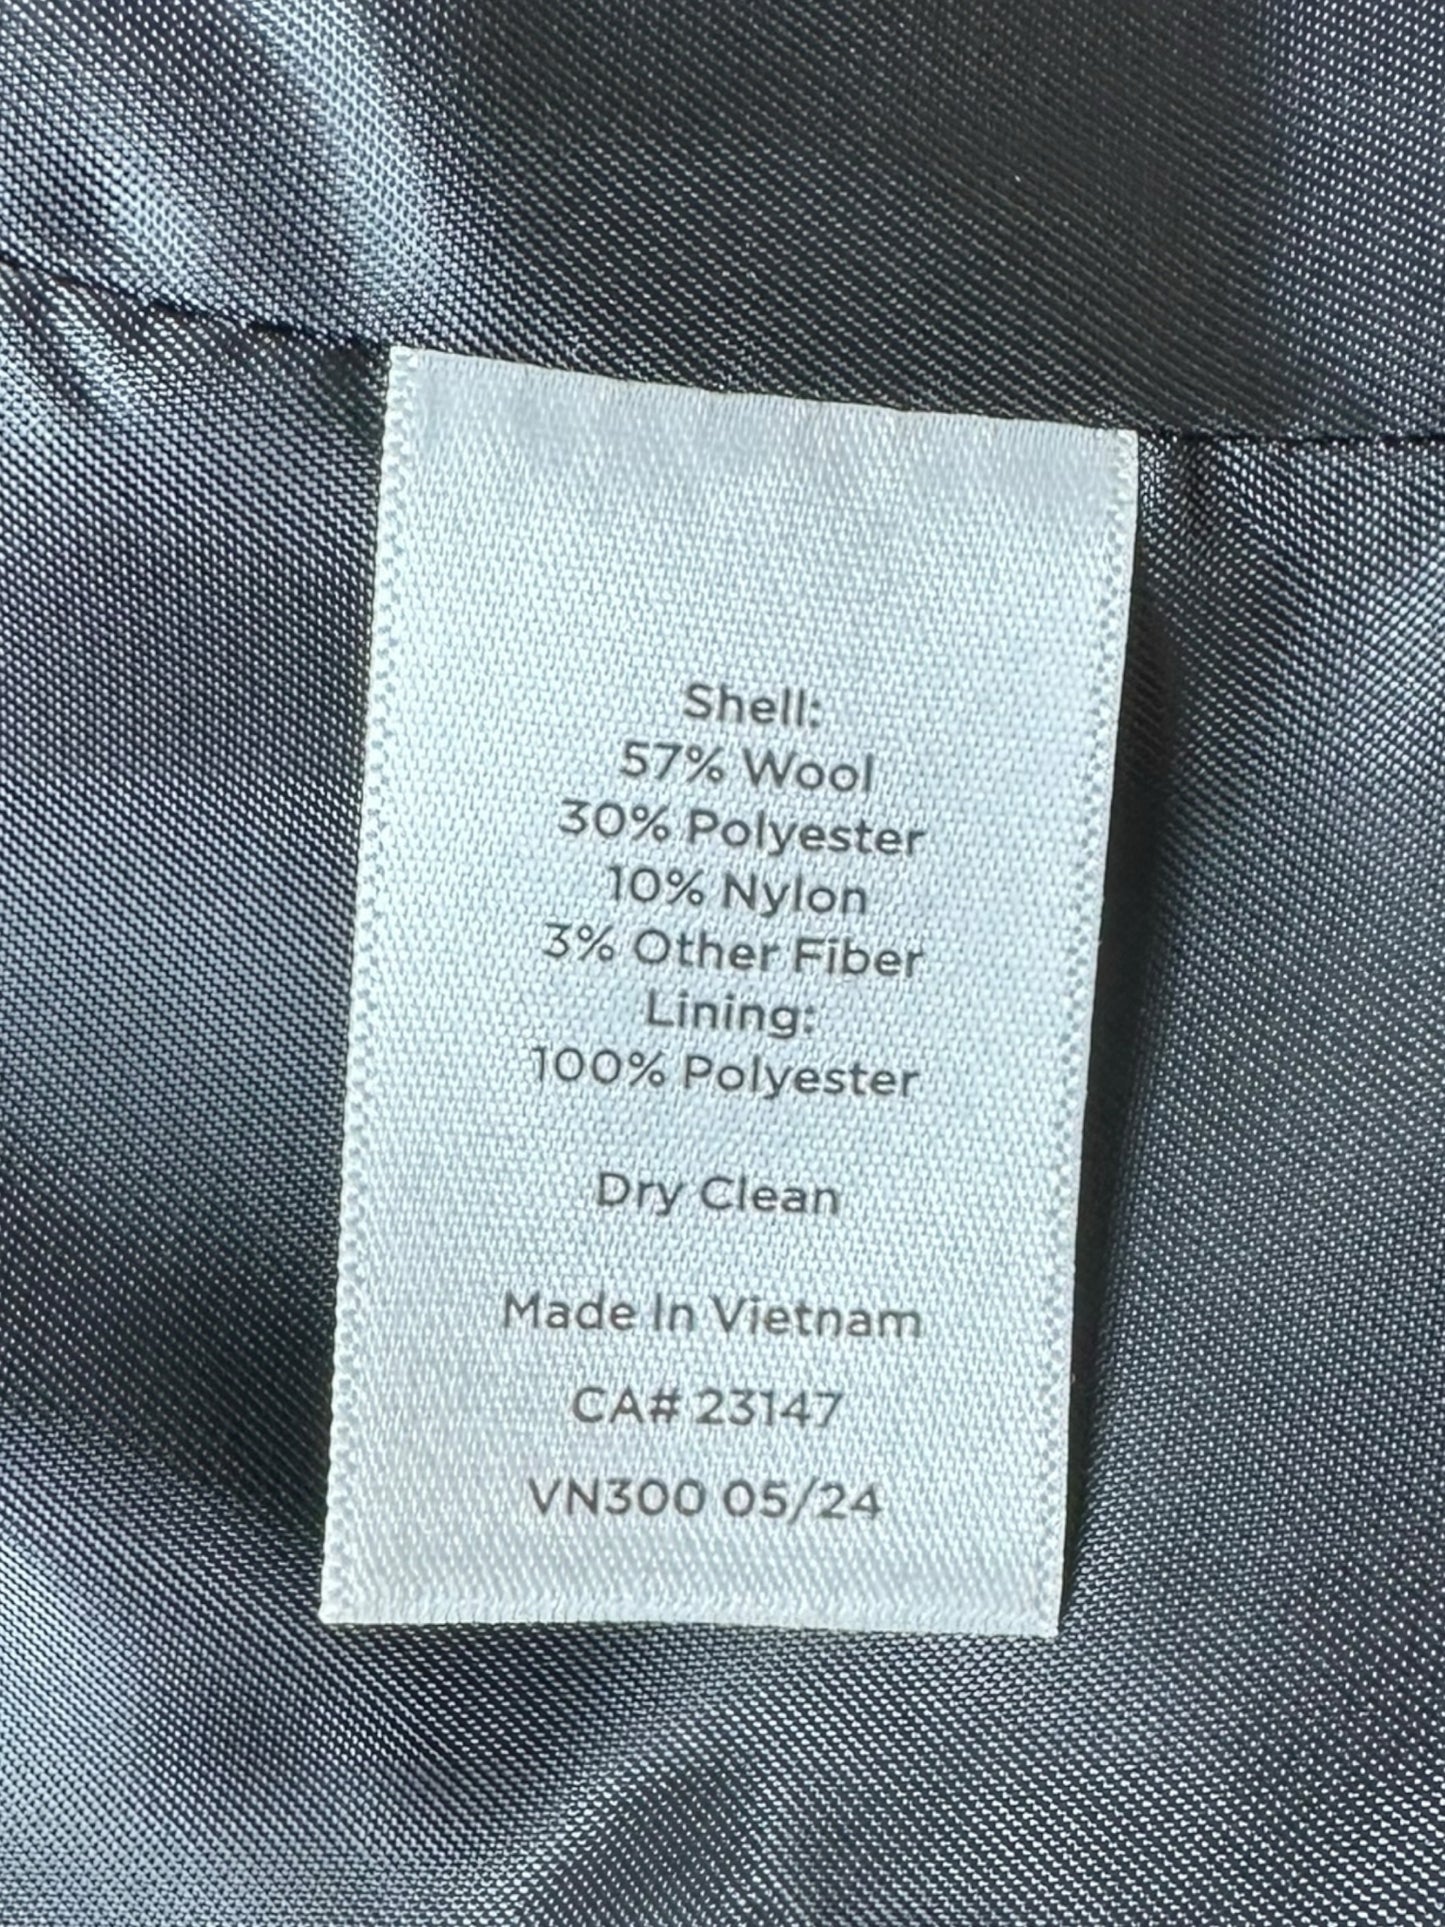 Shell:
57% Wool
30% Polyester
10% Nylon
3% Other Fiber
Lining:
100% Polyester
Dry Clean
Made In Vietnam
CA# 23147
VN300 05/24